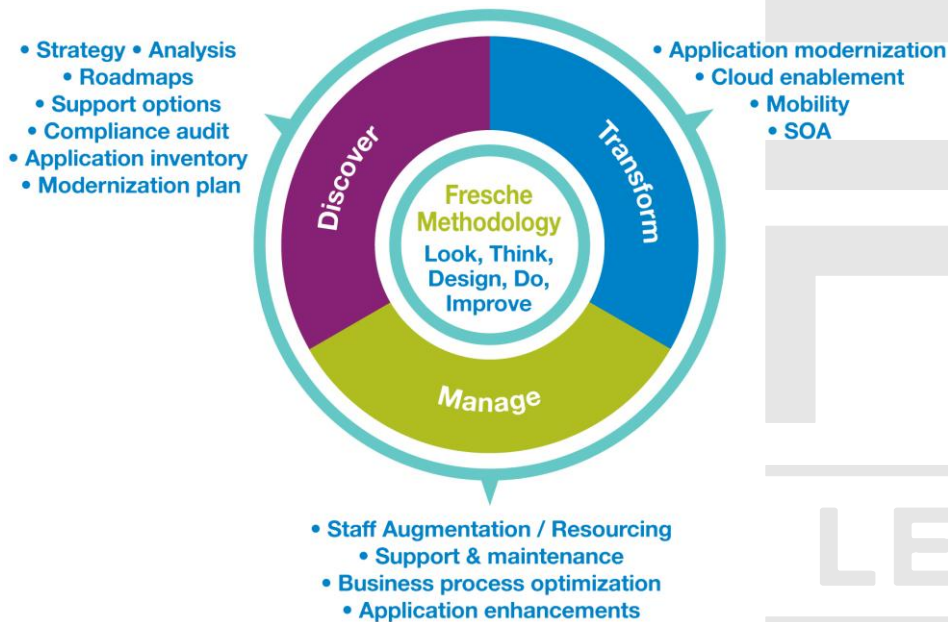 • Strategy • Analysis
• Roadmaps
• Support options
• Compliance audit
• Application inventory
• Modernization plan
• Application modernization
• Cloud enablement
• Mobility
• SOA
Discover
Transform
Fresche
Methodology
Look, Think,
Design, Do,
Improve
Manage
• Staff Augmentation / Resourcing
• Support & maintenance
• Business process optimization
• Application enhancements
LE